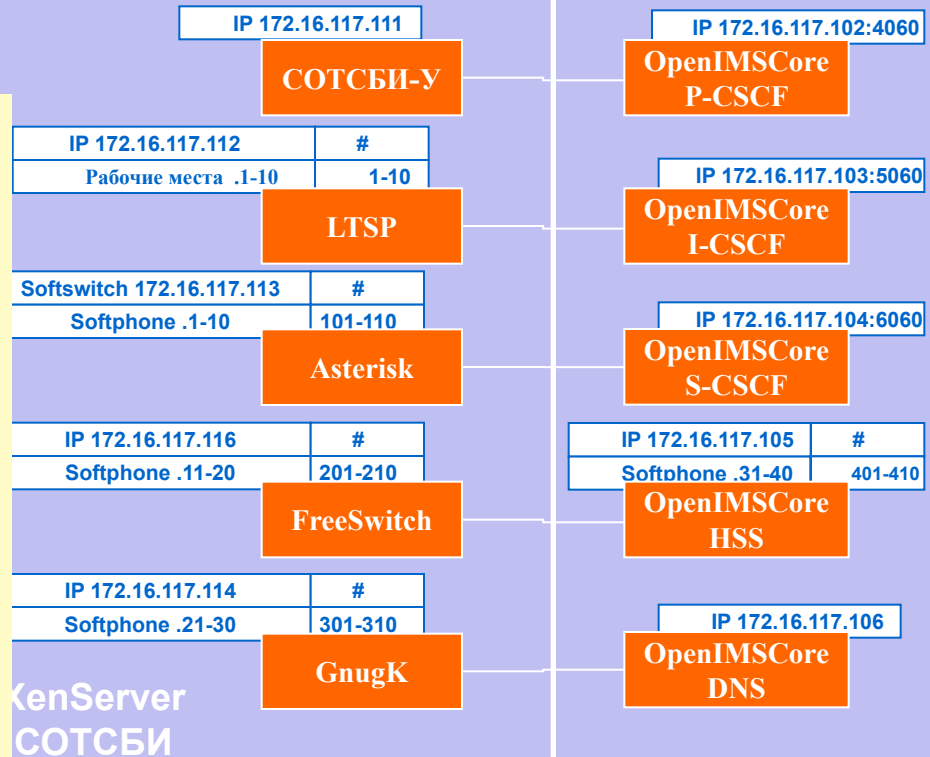 IP 172.16.117.111
СОТСБИ-У
IP 172.16.117.102:4060
OpenIMSCore
P-CSCF
IP 172.16.117.112 #
Рабочие места .1-10 1-10
LTSP
IP 172.16.117.103:5060
OpenIMSCore
I-CSCF
Softswitch 172.16.117.113 #
Softphone .1-10 101-110
Asterisk
IP 172.16.117.104:6060
OpenIMSCore
S-CSCF
IP 172.16.117.116 #
Softphone .11-20 201-210
FreeSwitch
IP 172.16.117.105 #
Softphone .31-40 401-410
OpenIMSCore
HSS
IP 172.16.117.114 #
Softphone .21-30 301-310
GnugK
IP 172.16.117.106
OpenIMSCore
DNS
XenServer
СОТСБИ